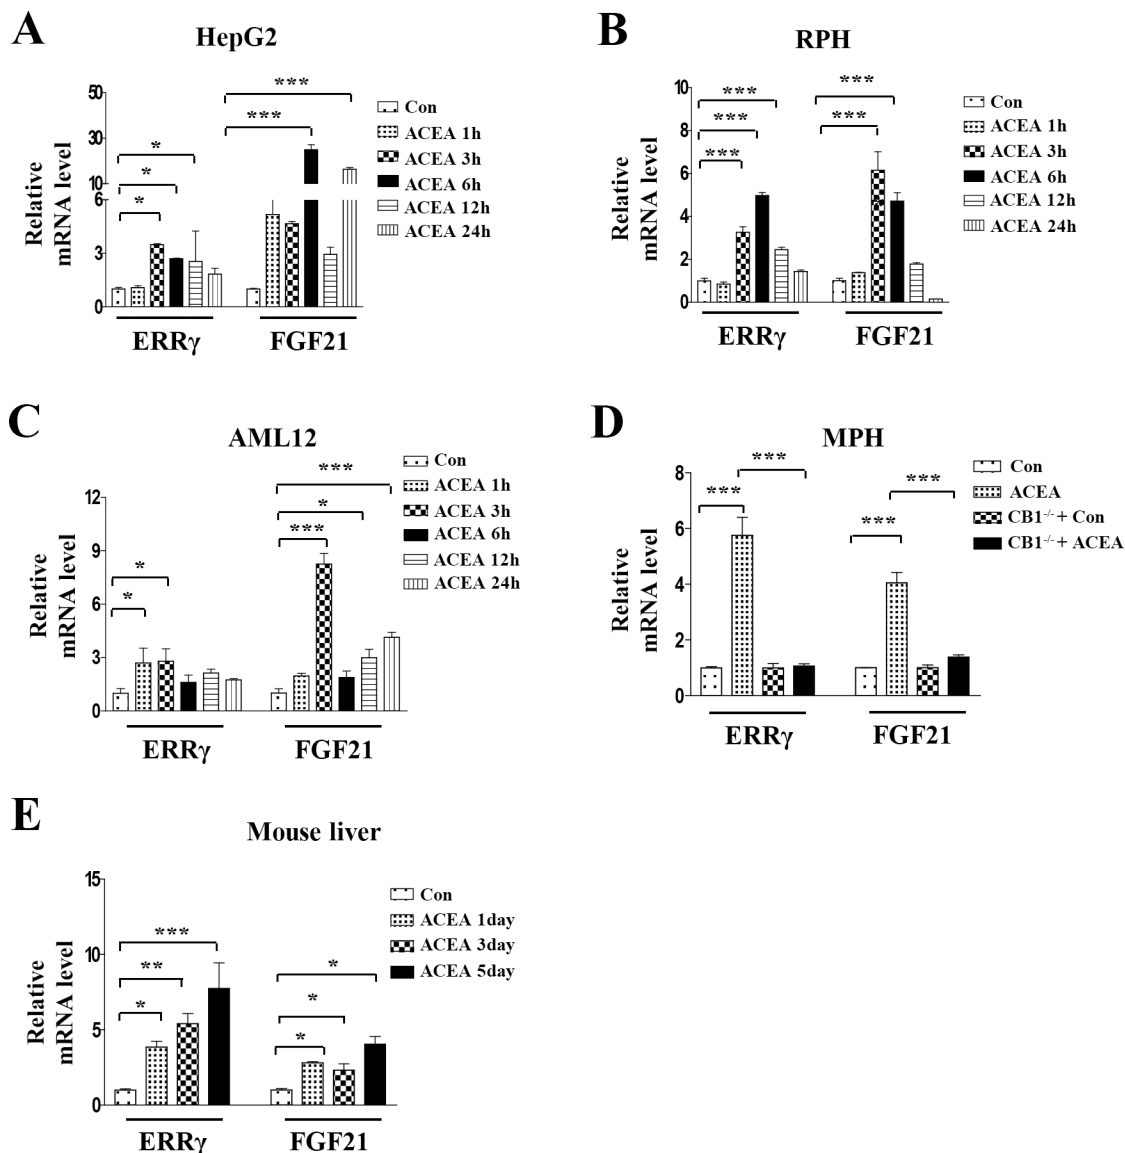 A
HepG2
Relative
mRNA level
50
30
10
6
3
0
*
*
*
***
***
Con
ACEA 1h
ACEA 3h
ACEA 6h
ACEA 12h
ACEA 24h
ERRγ
FGF21
B
RPH
Relative
mRNA level
10
8
6
4
2
0
***
***
***
***
***
Con
ACEA 1h
ACEA 3h
ACEA 6h
ACEA 12h
ACEA 24h
ERRγ
FGF21
C
AML12
Relative
mRNA level
12
9
6
3
0
*
*
***
*
***
Con
ACEA 1h
ACEA 3h
ACEA 6h
ACEA 12h
ACEA 24h
ERRγ
FGF21
D
MPH
Relative
mRNA level
8
6
4
2
0
***
***
***
***
Con
ACEA
CB1⁻/⁻+ Con
CB1⁻/⁻+ ACEA
ERRγ
FGF21
E
Mouse liver
Relative
mRNA level
15
10
5
0
***
**
*
*
*
*
Con
ACEA 1day
ACEA 3day
ACEA 5day
ERRγ
FGF21